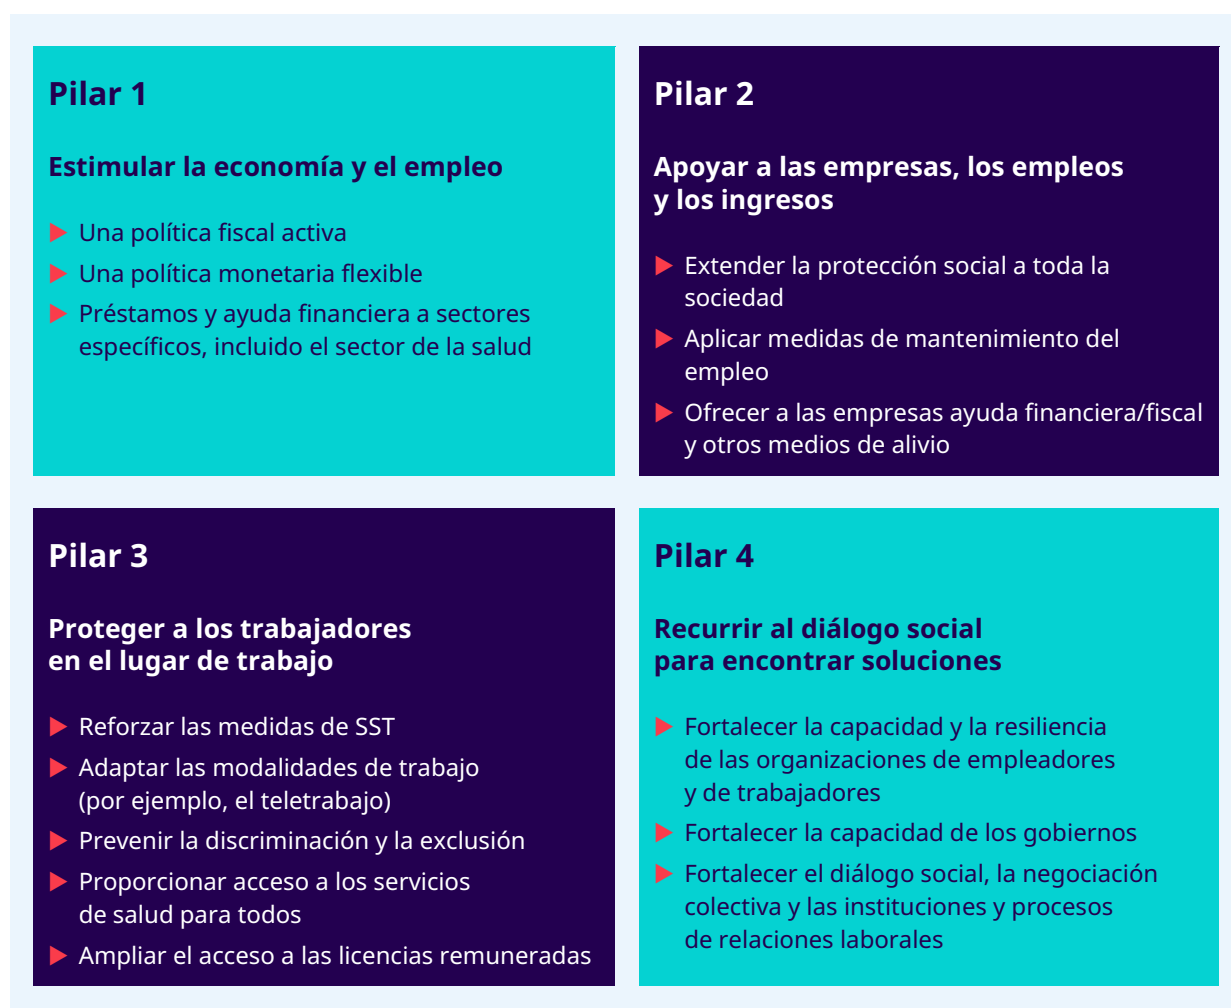 Pilar 1
Estimular la economía y el empleo
▶ Una política fiscal activa
▶ Una política monetaria flexible
▶ Préstamos y ayuda financiera a sectores
específicos, incluido el sector de la salud
Pilar 2
Apoyar a las empresas, los empleos
y los ingresos
▶ Extender la protección social a toda la
sociedad
▶ Aplicar medidas de mantenimiento del
empleo
▶ Ofrecer a las empresas ayuda financiera/fiscal
y otros medios de alivio
Pilar 3
Proteger a los trabajadores
en el lugar de trabajo
▶ Reforzar las medidas de SST
▶ Adaptar las modalidades de trabajo
(por ejemplo, el teletrabajo)
▶ Prevenir la discriminación y la exclusión
▶ Proporcionar acceso a los servicios
de salud para todos
▶ Ampliar el acceso a las licencias remuneradas
Pilar 4
Recurrir al diálogo social
para encontrar soluciones
▶ Fortalecer la capacidad y la resiliencia
de las organizaciones de empleadores
y de trabajadores
▶ Fortalecer la capacidad de los gobiernos
▶ Fortalecer el diálogo social, la negociación
colectiva y las instituciones y procesos
de relaciones laborales